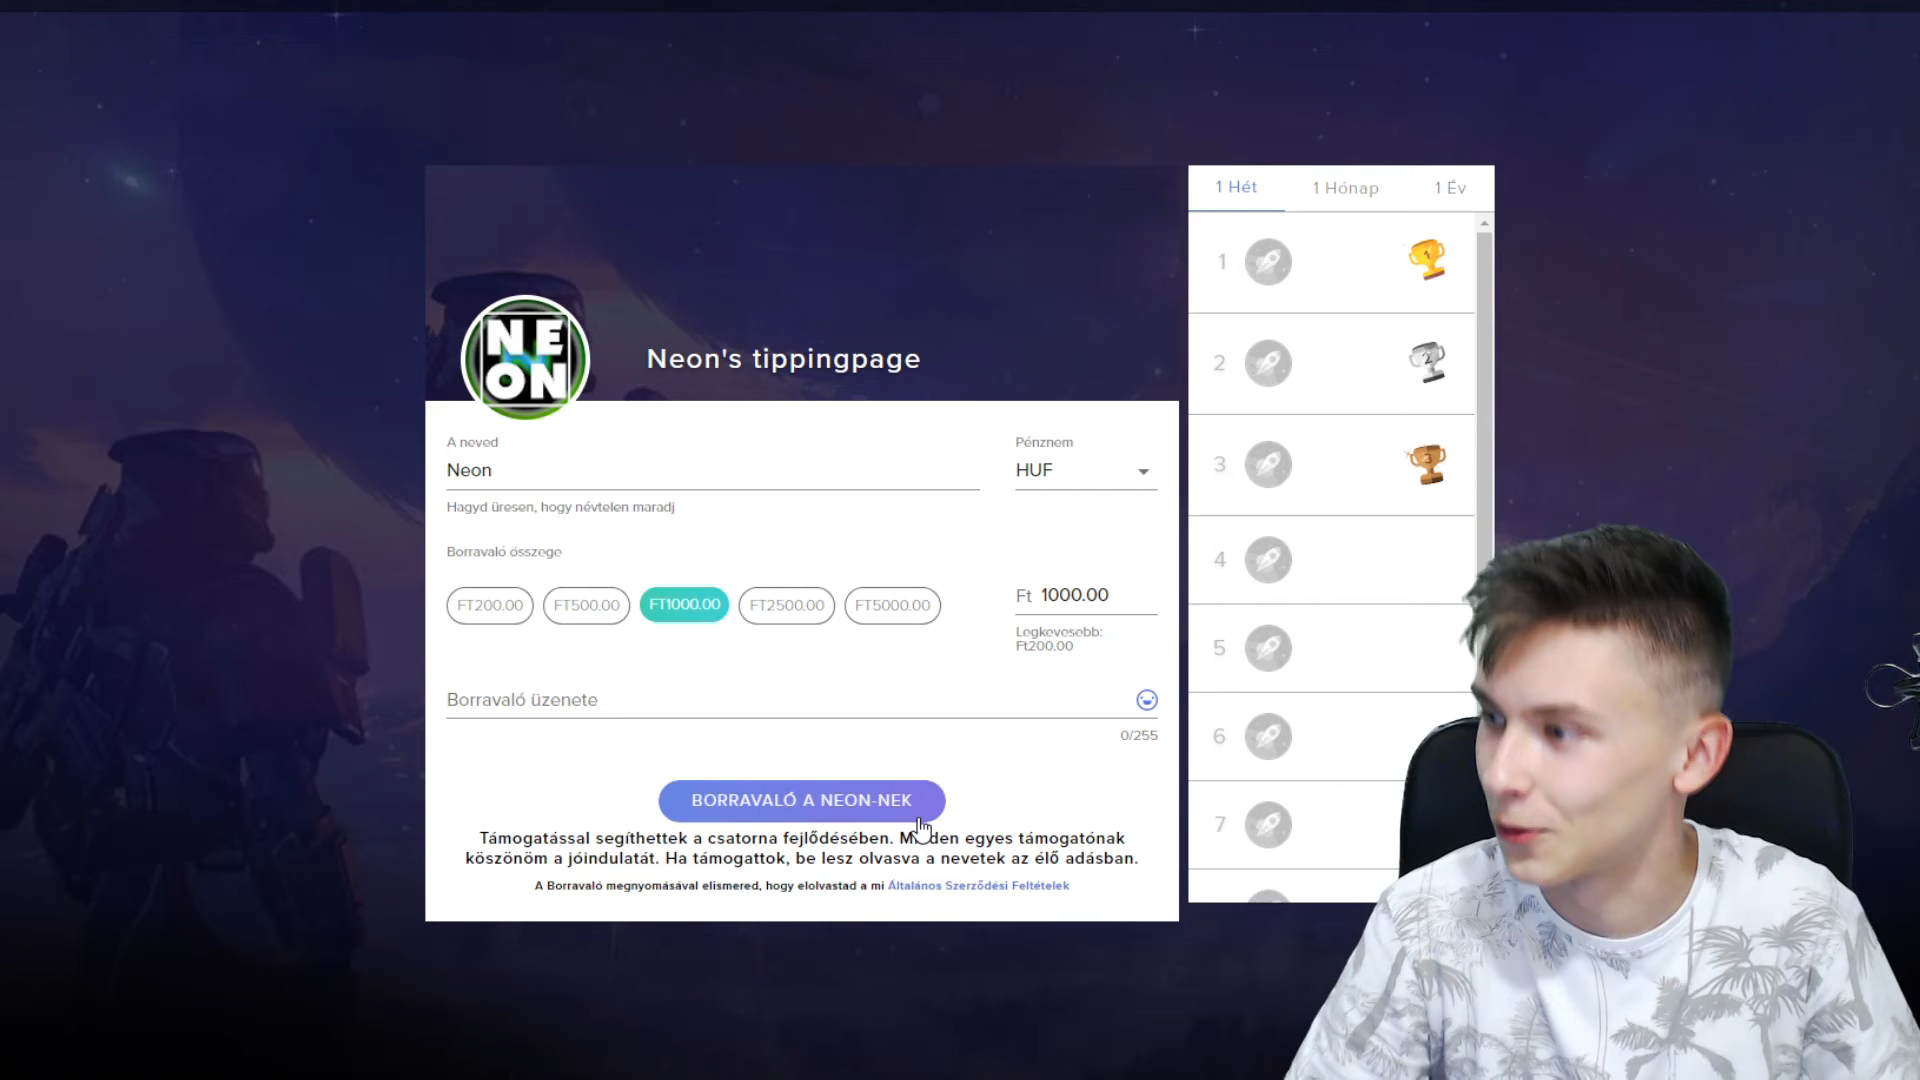 1 Hét
1 Hónap
1 Év
1
1
2
2
3
3
4
5
6
7
NE
ON
Neon's tippingpage
A neved
Neon
Hagyd üresen, hogy névtelen maradj
Pénznem
HUF
Borravaló összege
FT200.00
FT500.00
FT1000.00
FT2500.00
FT5000.00
Ft 1000.00
Legkevesebb:
Ft200.00
Borravaló üzenete
0/255
BORRAVALÓ A NEON-NEK
Támogatással segíthettek a csatorna fejlődésében. egyes támogatónak
köszönöm a jóindulatát. Ha támogattok, be lesz olvasva a nevetek az élő adásban.
A Borravaló megnyomásával elismered, hogy elolvastad a mi Általános Szerződési Feltételek